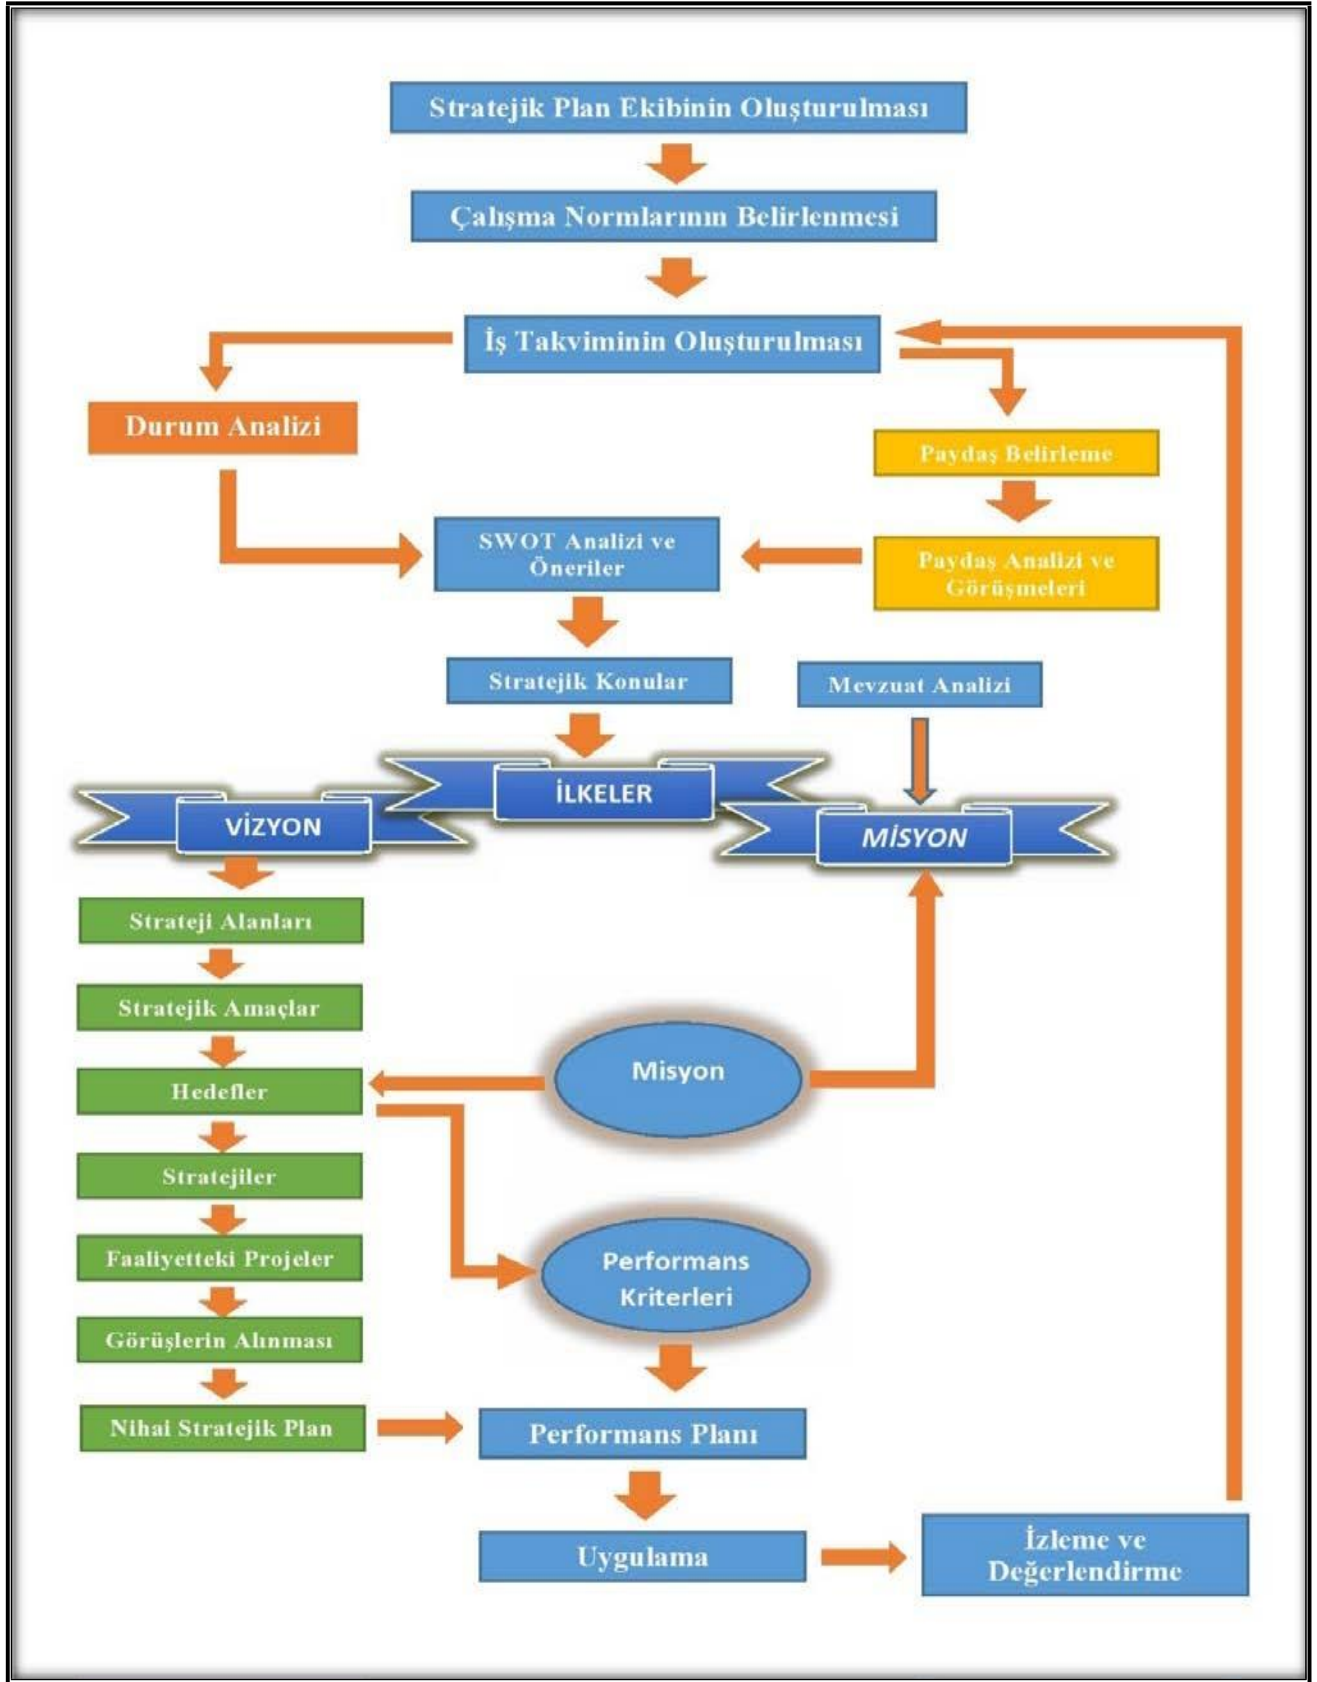 Stratejik Plan Ekibinin Oluşturulması
Çalışma Normlarının Belirlenmesi
İş Takviminin Oluşturulması
Durum Analizi
Paydaş Belirleme
SWOT Analizi ve
Öneriler
Paydaş Analizi ve
Görüşmeleri
Stratejik Konular
Mevzuat Analizi
İLKELER
VİZYON
MİSYON
Strateji Alanları
Stratejik Amaçlar
Misyon
Hedefler
Stratejiler
Faaliyetteki Projeler
Performans
Kriterleri
Görüşlerin Alınması
Nihai Stratejik Plan
Performans Planı
Uygulama
İzleme ve
Değerlendirme